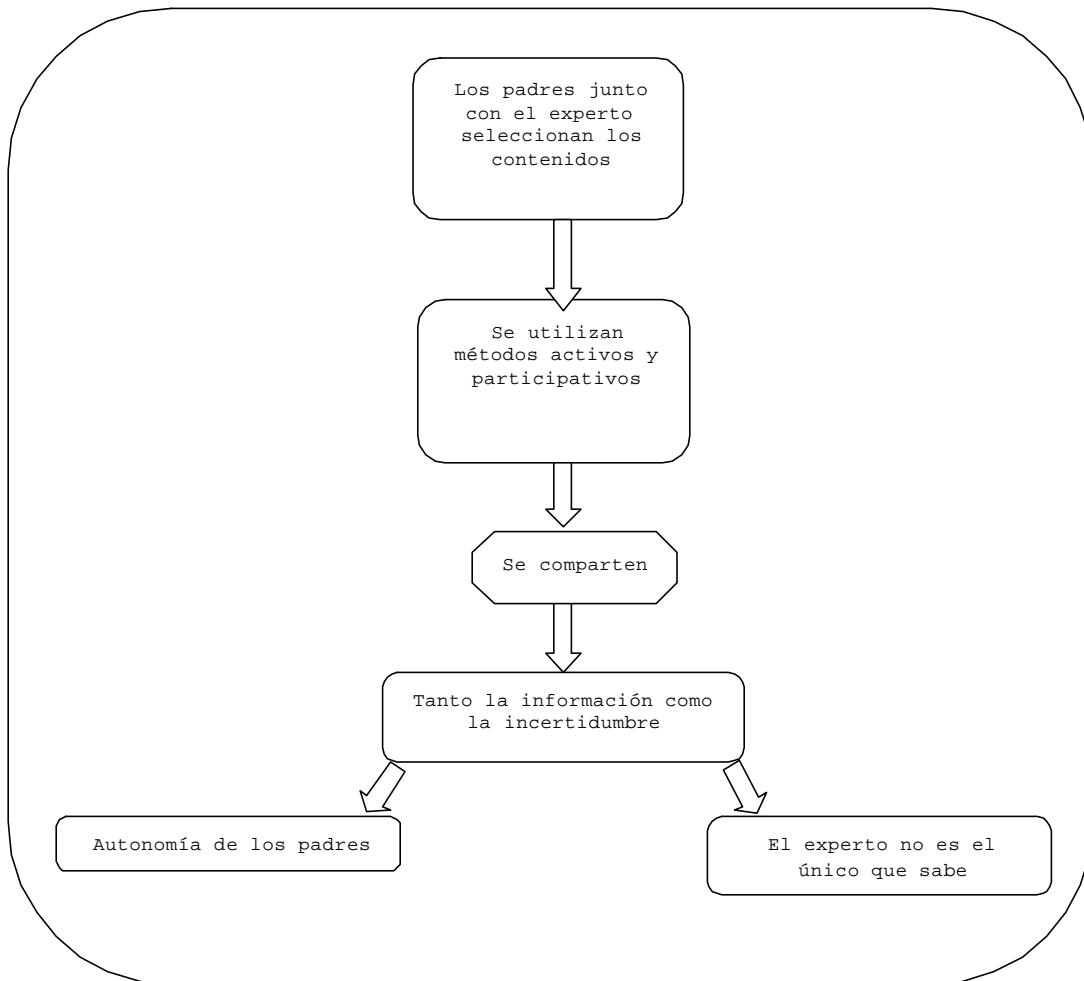 Los padres junto
con el experto
seleccionan los
contenidos
Se utilizan
métodos activos y
participativos
Se comparten
Tanto la información como
la incertidumbre
Autonomía de los padres
El experto no es el
único que sabe